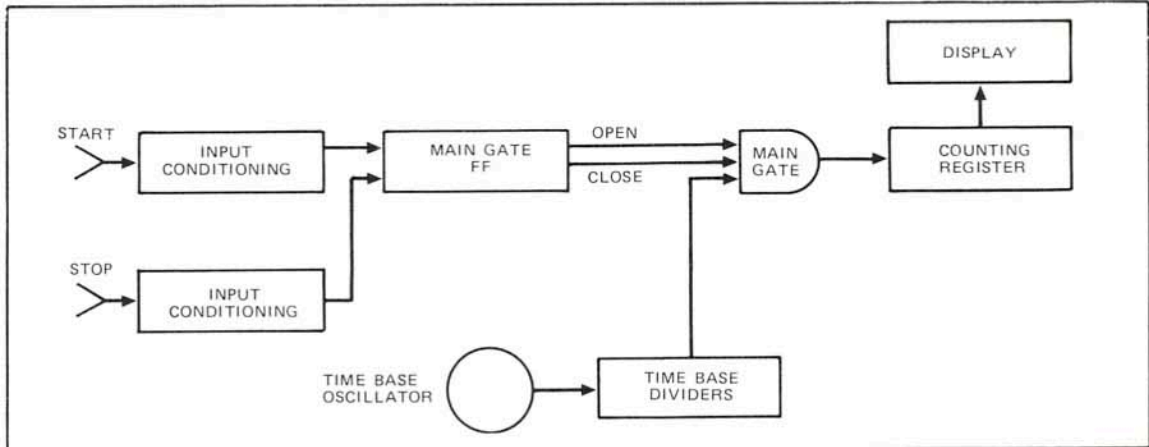 DISPLAY
START
INPUT
CONDITIONING
MAIN GATE
FF
OPEN
CLOSE
MAIN
GATE
COUNTING
REGISTER
STOP
INPUT
CONDITIONING
TIME BASE
OSCILLATOR
TIME BASE
DIVIDERS